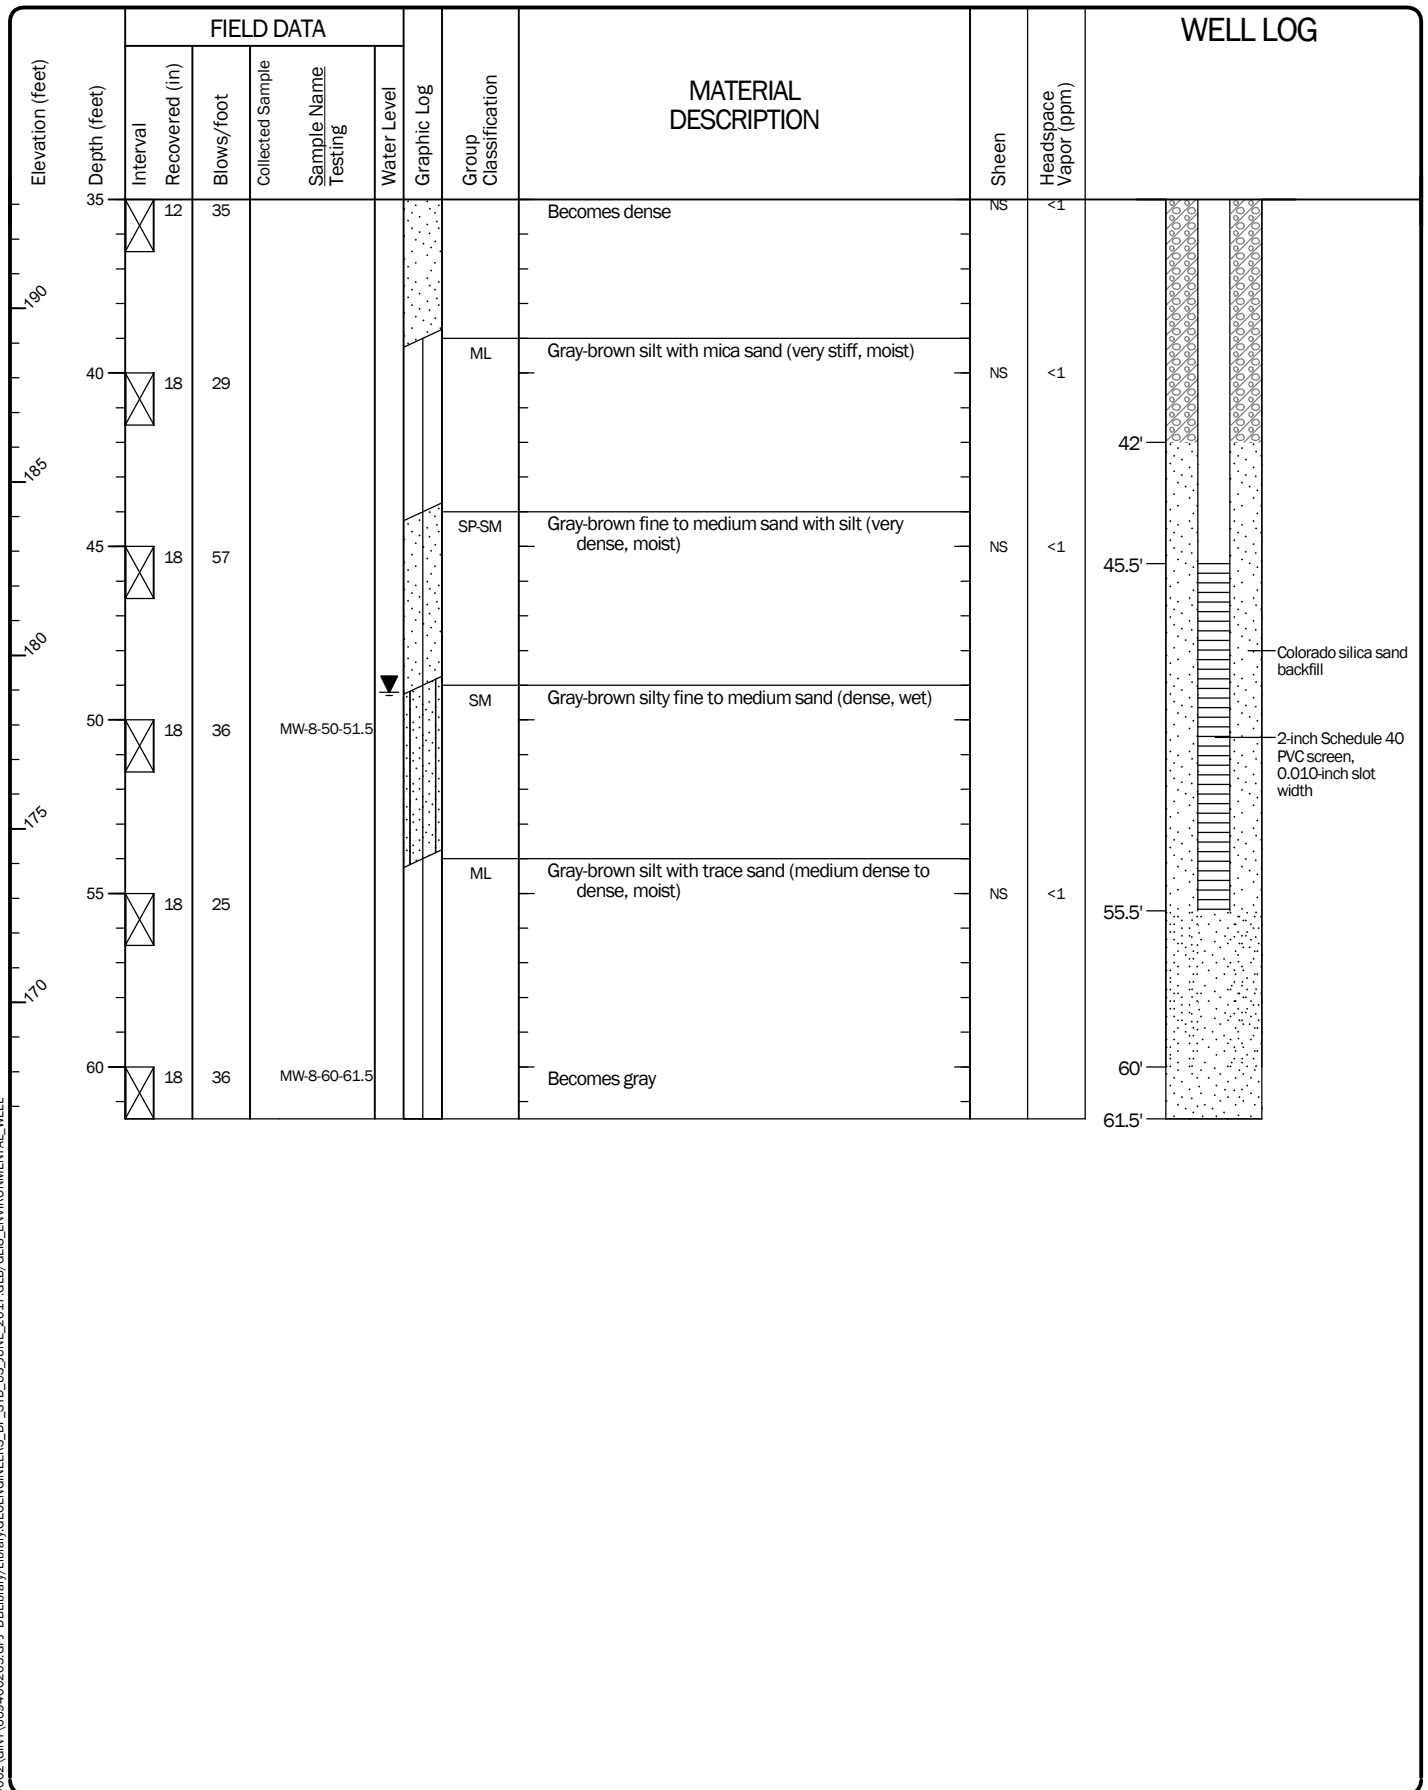 FIELD DATA
WELL LOG
Elevation (feet)
Depth (feet)
Interval
Recovered (in)
Blows/foot
Collected Sample
Sample Name
Testing
Water Level
Graphic Log
Group
Classification
MATERIAL
DESCRIPTION
Sheen
Headspace
Vapor (ppm)
35
12
35
Becomes dense
NS
<1
190
ML
Gray-brown silt with mica sand (very stiff, moist)
40
18
29
NS
<1
42'
185
SP-SM
Gray-brown fine to medium sand with silt (very
dense, moist)
45
18
57
NS
<1
45.5'
180
Colorado silica sand
backfill
SM
Gray-brown silty fine to medium sand (dense, wet)
50
18
36
MW-8-50-51.5
2-inch Schedule 40
PVC screen,
0.010-inch slot
width
175
ML
Gray-brown silt with trace sand (medium dense to
dense, moist)
55
18
25
NS
<1
55.5'
170
60
18
36
MW-8-60-61.5
Becomes gray
60'
61.5'